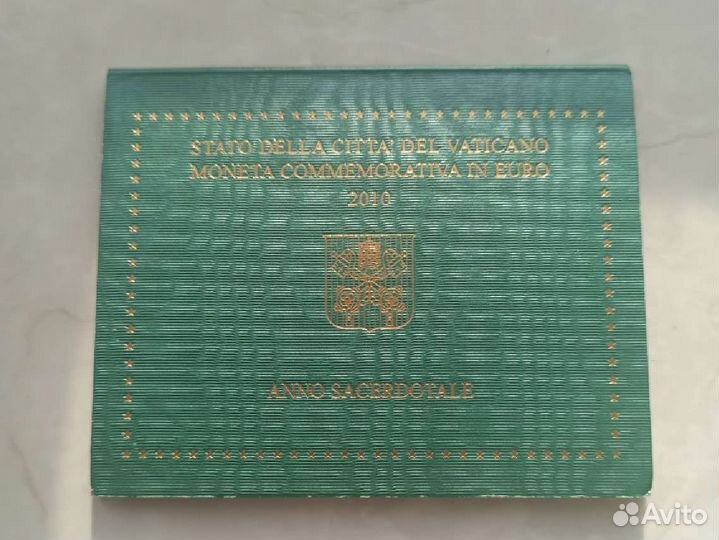 STATO DELLA CITTA' DEL VATICANO
MONETA COMMEMORATIVA IN EURO
2010
ANNO SACERDOTALE
Avito